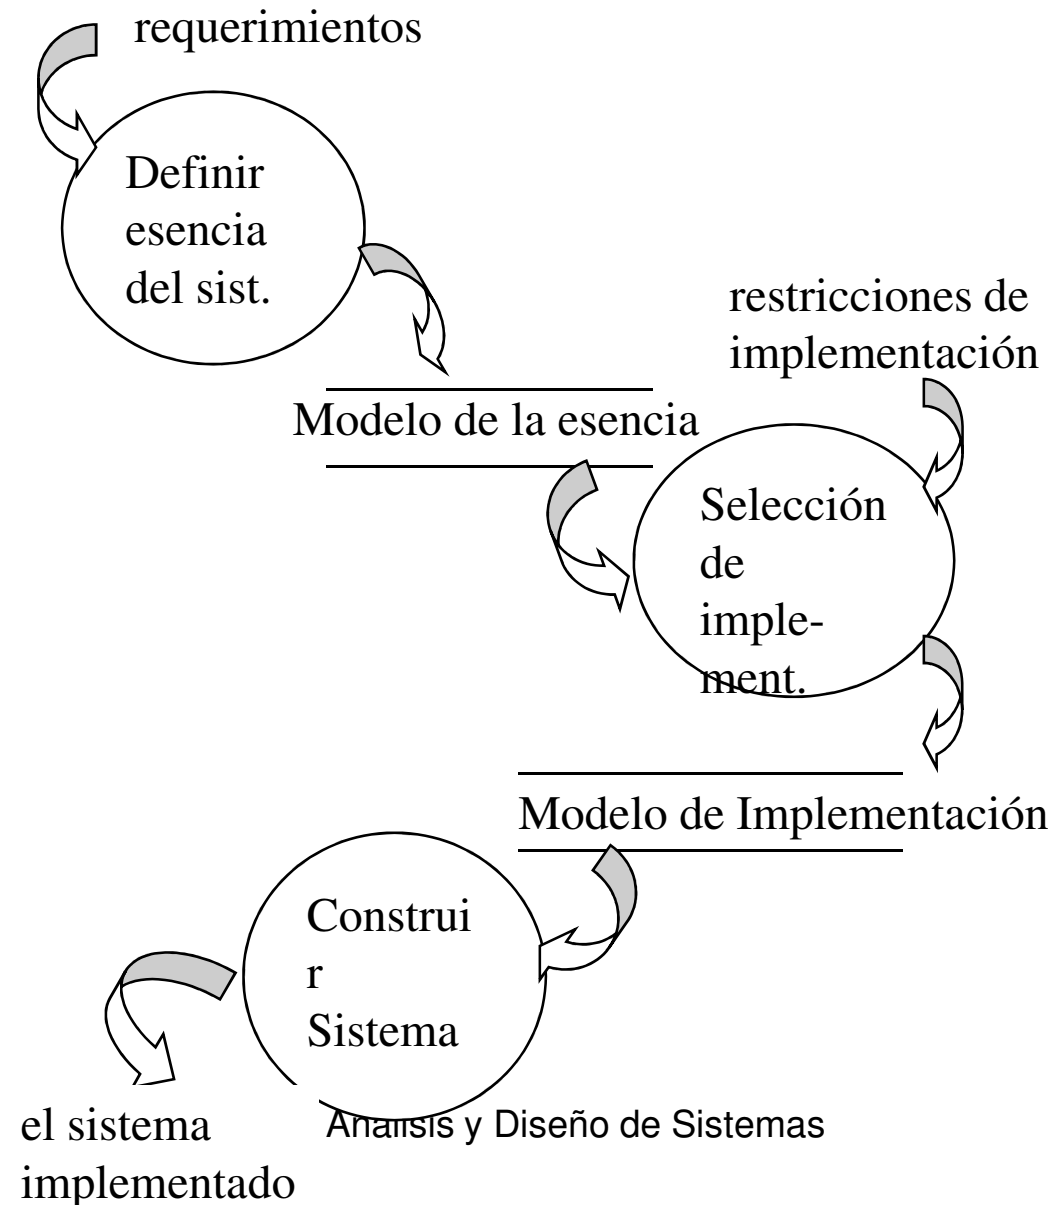 requerimientos
Definir
esencia
del sist.
restricciones de
implementación
Modelo de la esencia
Selección
de
imple-
ment.
Modelo de Implementación
Construi
r
Sistema
el sistema
implementado
Análisis y Diseño de Sistemas